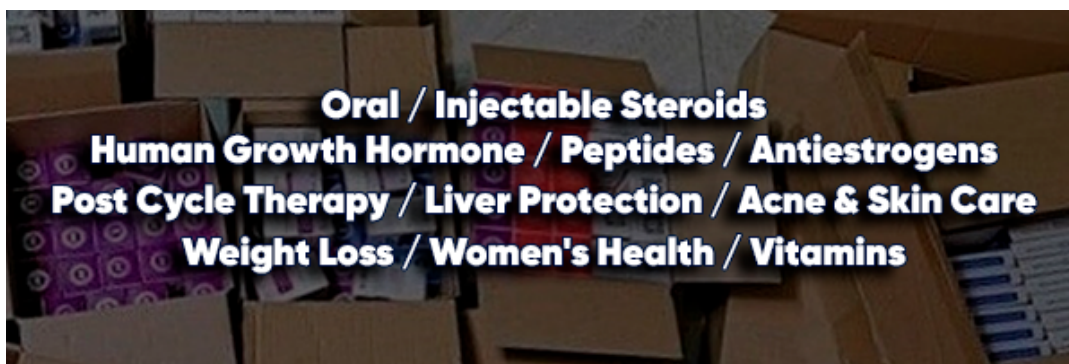 Oral / Injectable Steroids
Human Growth Hormone / Peptides / Antiestrogens
Post Cycle Therapy / Liver Protection / Acne & Skin Care
Weight Loss / Women's Health / Vitamins